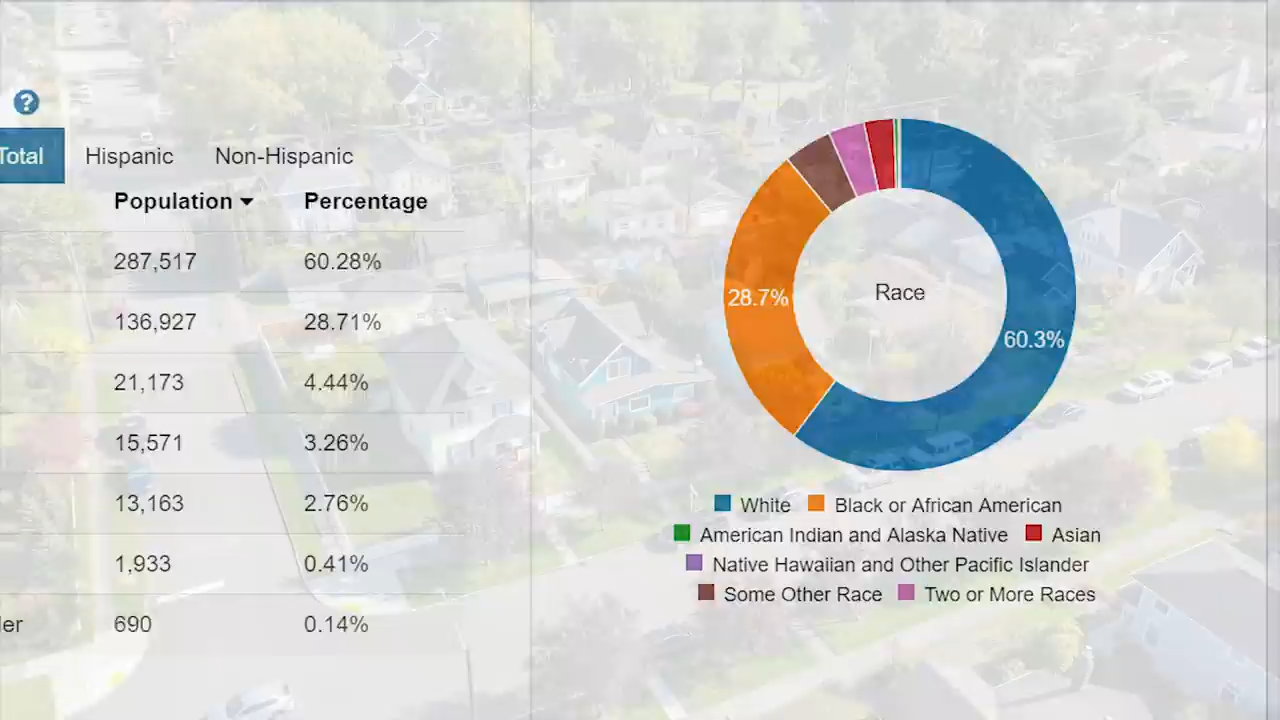 ?
Total Hispanic Non-Hispanic
Population Percentage
287,517 60.28%
136,927 28.71%
21,173 4.44%
15,571 3.26%
13,163 2.76%
1,933 0.41%
ler 690 0.14%
28.7%
Race
60.3%
White Black or African American
American Indian and Alaska Native Asian
Native Hawaiian and Other Pacific Islander
Some Other Race Two or More Races